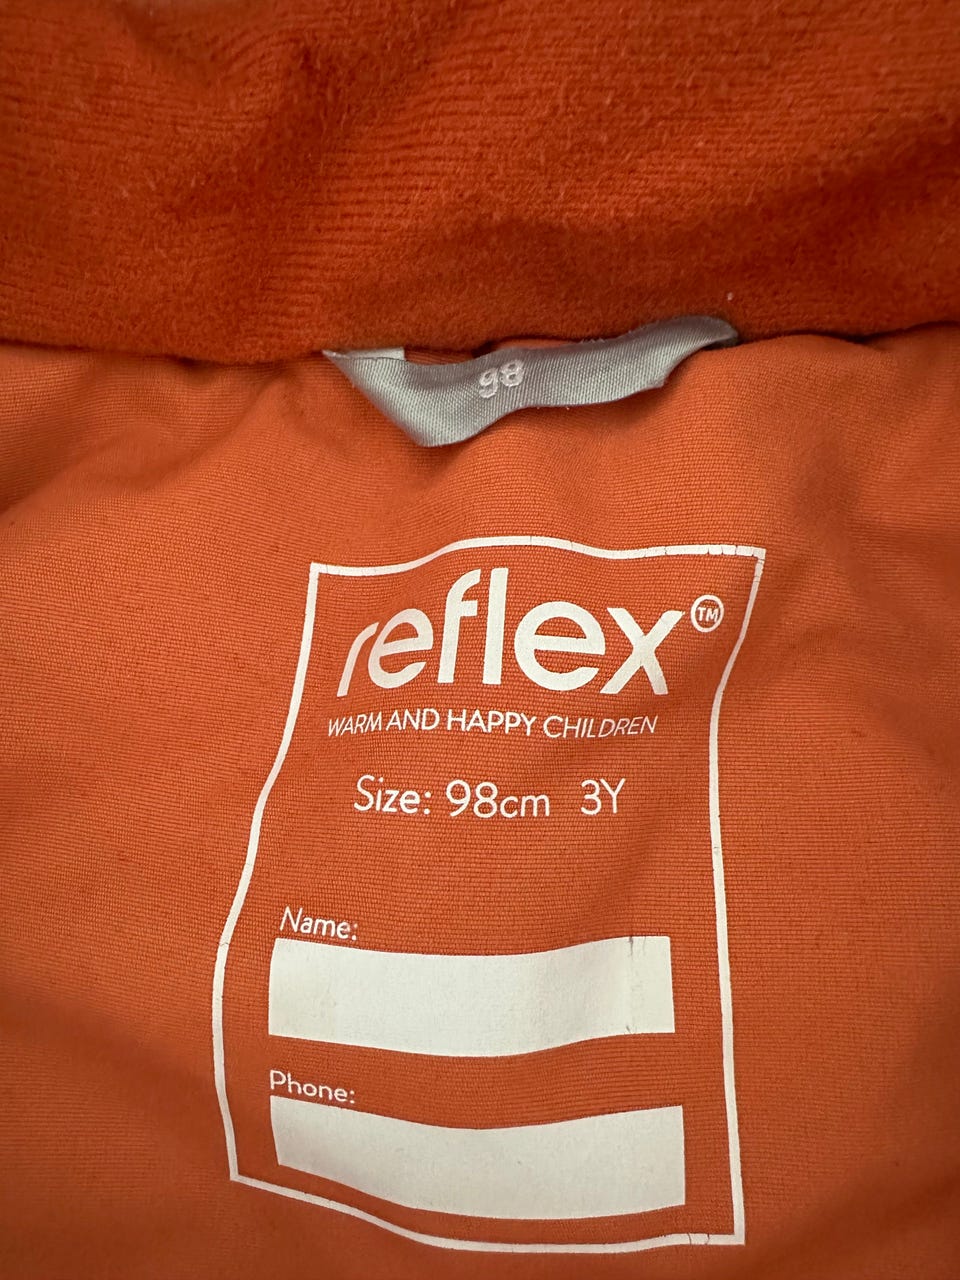 98
reflex™
WARM AND HAPPY CHILDREN
Size: 98cm 3Y
Name:
Phone: